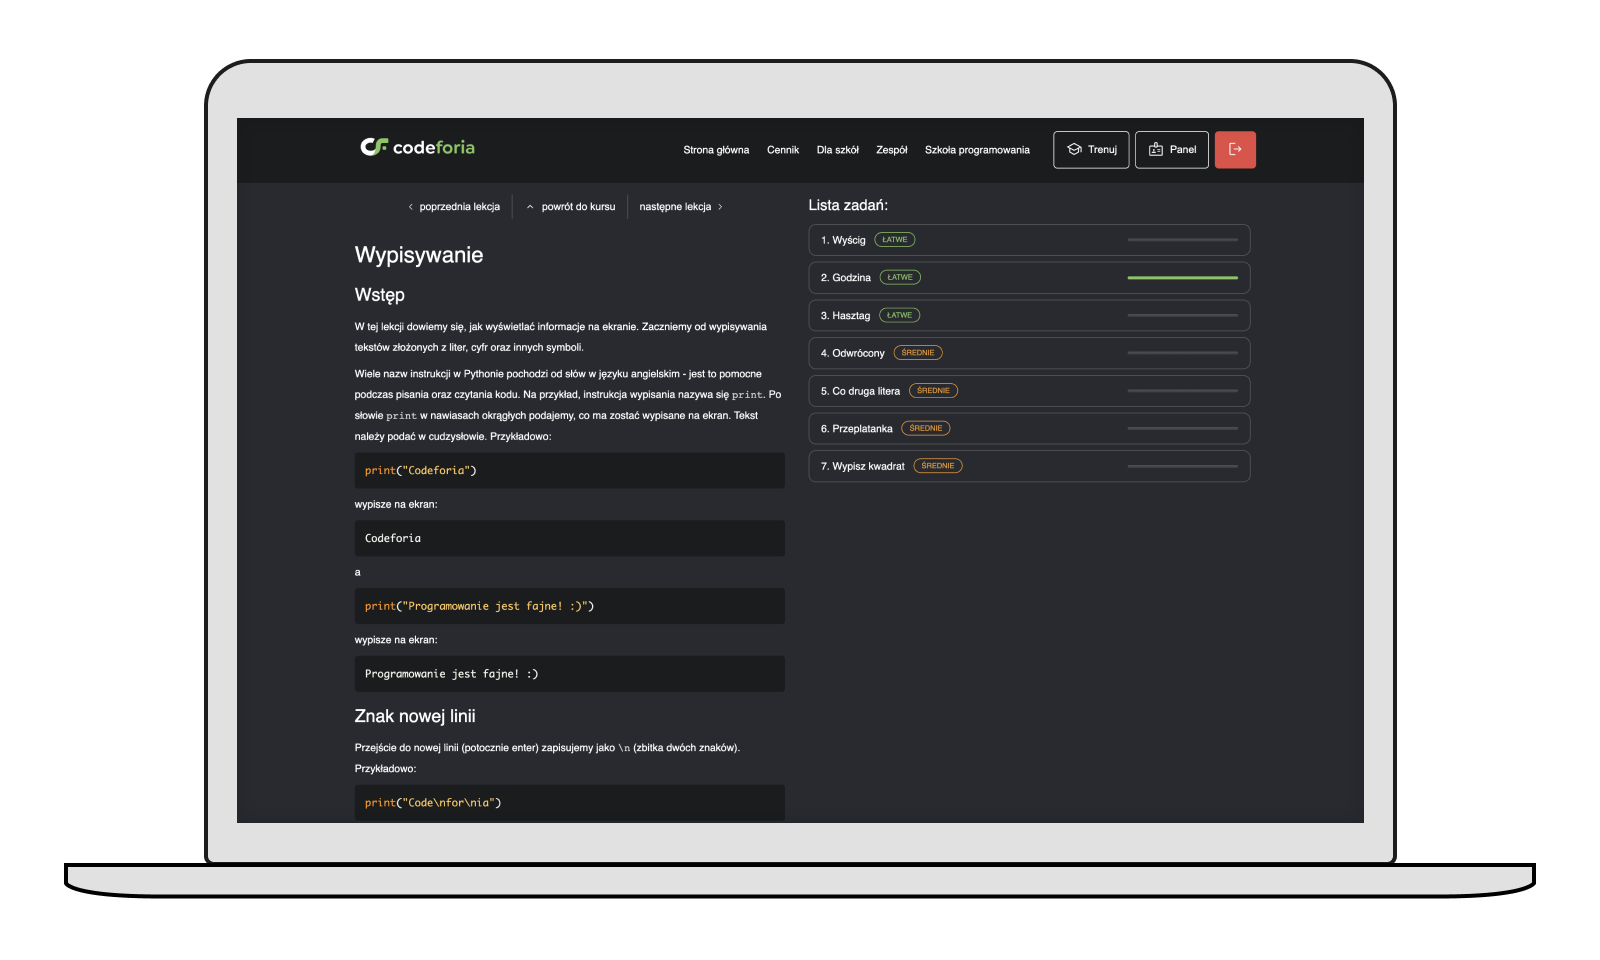 codeforia
Strona główna Cennik Dla szkół Zespół Szkoła programowania Trenuj Panel
poprzednia lekcja powrót do kursu następne lekcja
Wypisywanie
Wstęp
W tej lekcji dowiemy się, jak wyświetlać informacje na ekranie. Zaczniemy od wypisywania
tekstów złożonych z liter, cyfr oraz innych symboli.
Wiele nazw instrukcji w Pythonie pochodzi od słów w języku angielskim - jest to pomocne
podczas pisania oraz czytania kodu. Na przykład, instrukcja wypisania nazywa się print. Po
słowie print w nawiasach okrągłych podajemy, co ma zostać wypisane na ekran. Tekst
należy podać w cudzysłowie. Przykładowo:
print("Codeforia")
wypisze na ekran:
Codeforia
a
print("Programowanie jest fajne! :)")
wypisze na ekran:
Programowanie jest fajne! :)
Znak nowej linii
Przejście do nowej linii (potocznie enter) zapisujemy jako \n (zbitka dwóch znaków).
Przykładowo:
print("Code\nfor\nia")
Lista zadań:
1. Wyścig ŁATWE
2. Godzina ŁATWE
3. Hasztag ŁATWE
4. Odwrócony ŚREDNIE
5. Co druga litera ŚREDNIE
6. Przeplatanka ŚREDNIE
7. Wypisz kwadrat ŚREDNIE